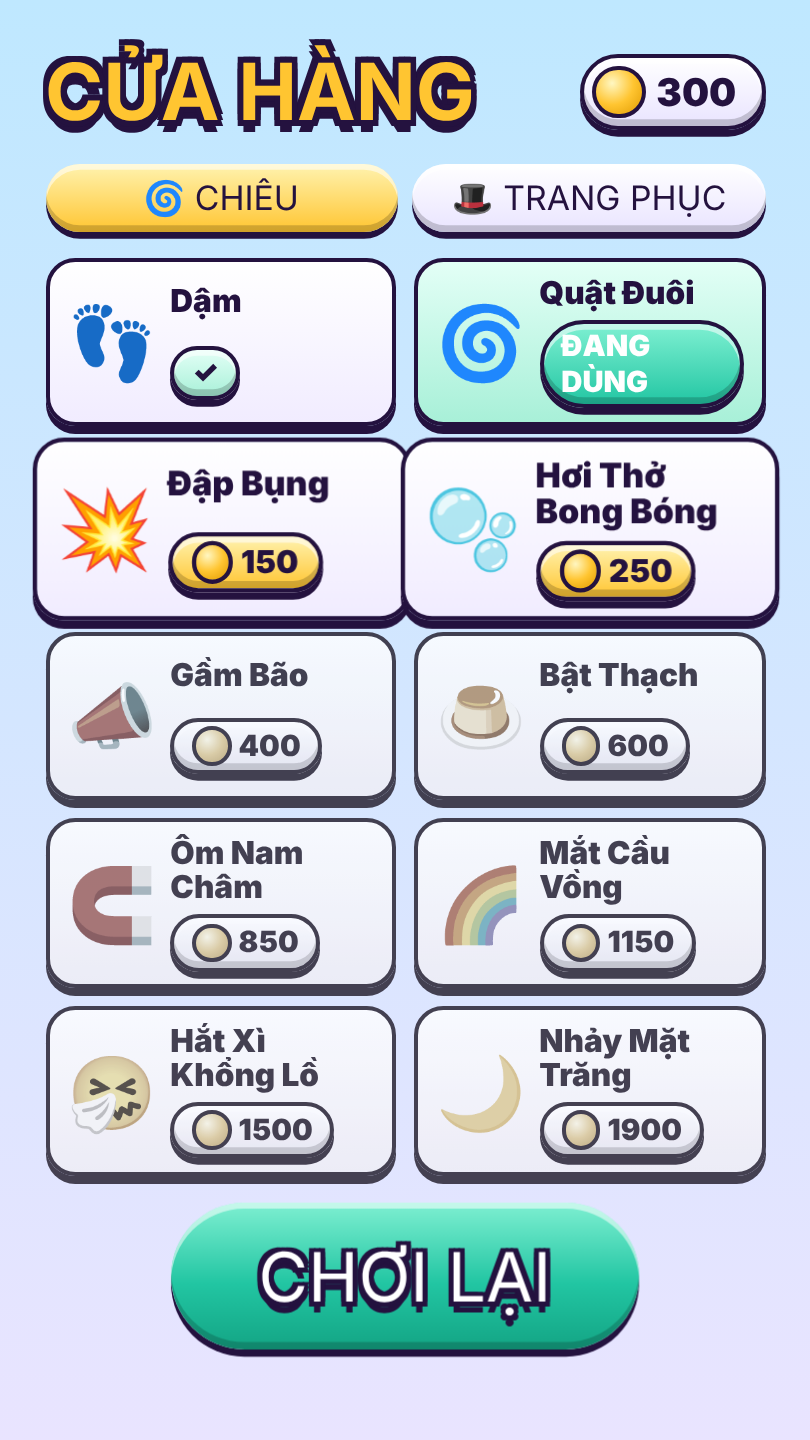 CỬA HÀNG
300
CHIÊU
TRANG PHỤC
Dậm
Quật Đuôi
ĐANG
DÙNG
Đập Bụng
150
Hơi Thở
Bong Bóng
250
Gầm Bão
400
Bật Thạch
600
Ôm Nam
Châm
850
Mắt Cầu
Vồng
1150
Hắt Xì
Khổng Lồ
1500
Nhảy Mặt
Trăng
1900
CHƠI LẠI